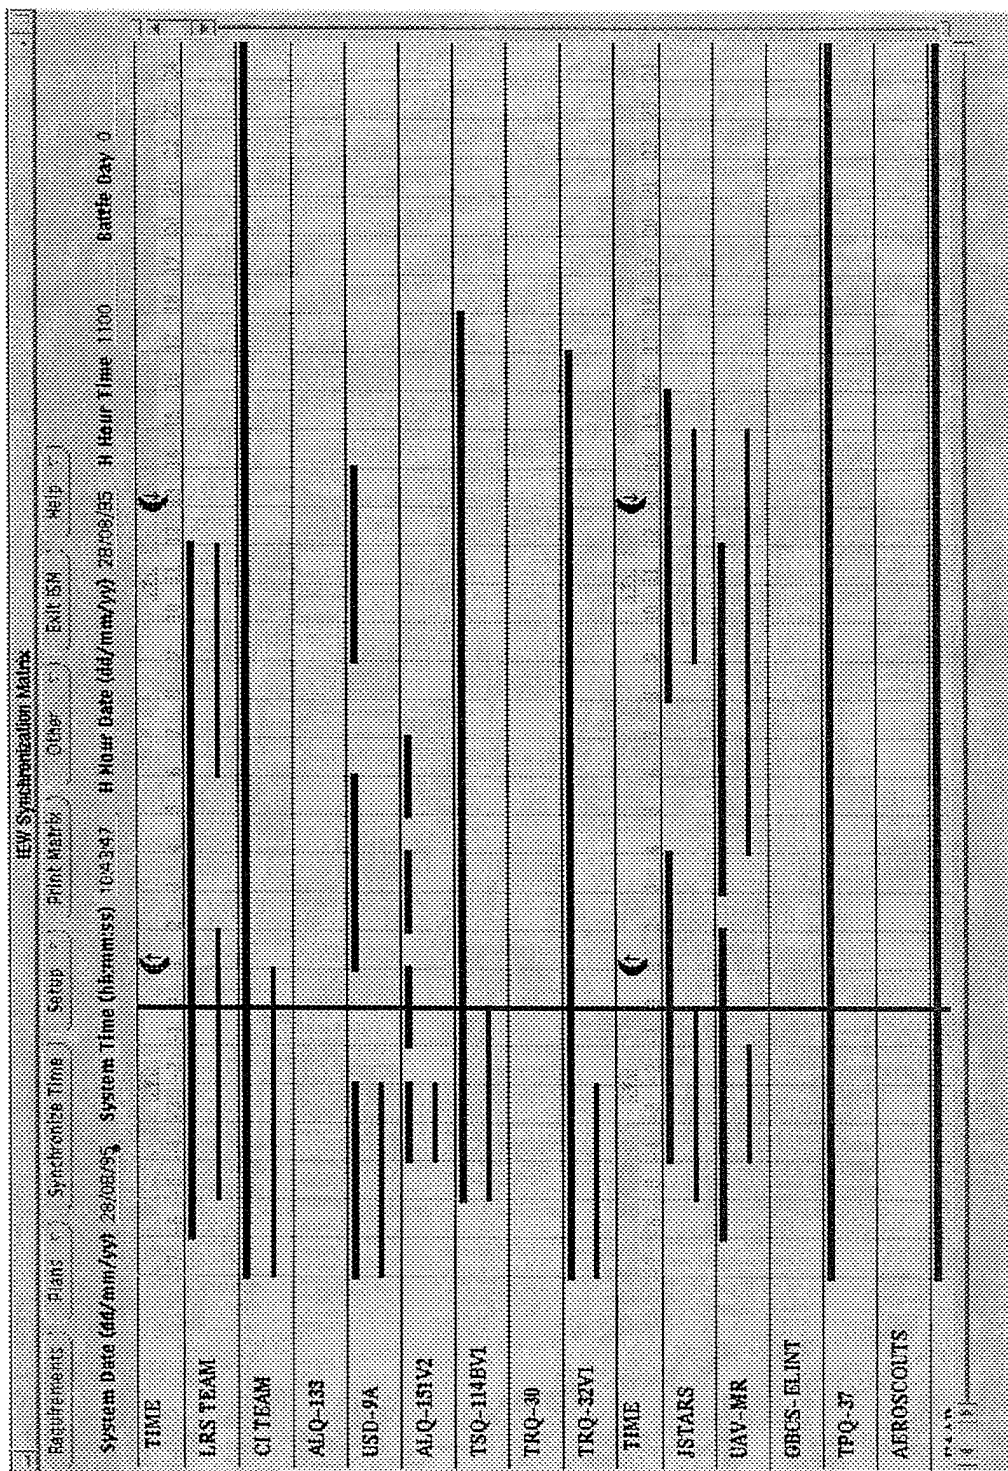 IEW Synchronization Matrix
Requirements Plans Synchronize Time Setup Print Matrix Other Exit ISM Help
System Date (dd/mm/yy) 28/08/95 System Time (hh:mm:ss) 10:43:47 H Hour Date (dd/mm/yy) 28/08/95 H Hour Time 1100 Battle Day 0
TIME
LRS TEAM
CI TEAM
ALQ-133
USD-9A
ALQ-151V2
TSQ-114BV1
TRQ-30
TRQ-32V1
TIME
JSTARS
UAV-MR
GBCS-ELINT
TPQ-37
AEROSCOUTS